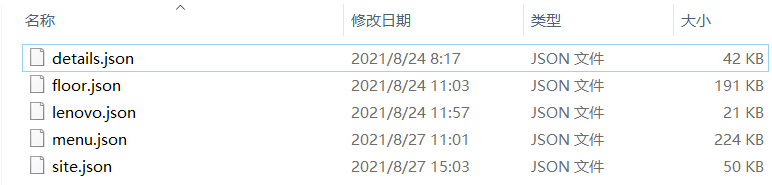 名称 修改日期 类型 大小
details.json 2021/8/24 8:17 JSON 文件 42 KB
floor.json 2021/8/24 11:03 JSON 文件 191 KB
lenovo.json 2021/8/24 11:57 JSON 文件 21 KB
menu.json 2021/8/27 11:01 JSON 文件 224 KB
site.json 2021/8/27 15:03 JSON 文件 50 KB